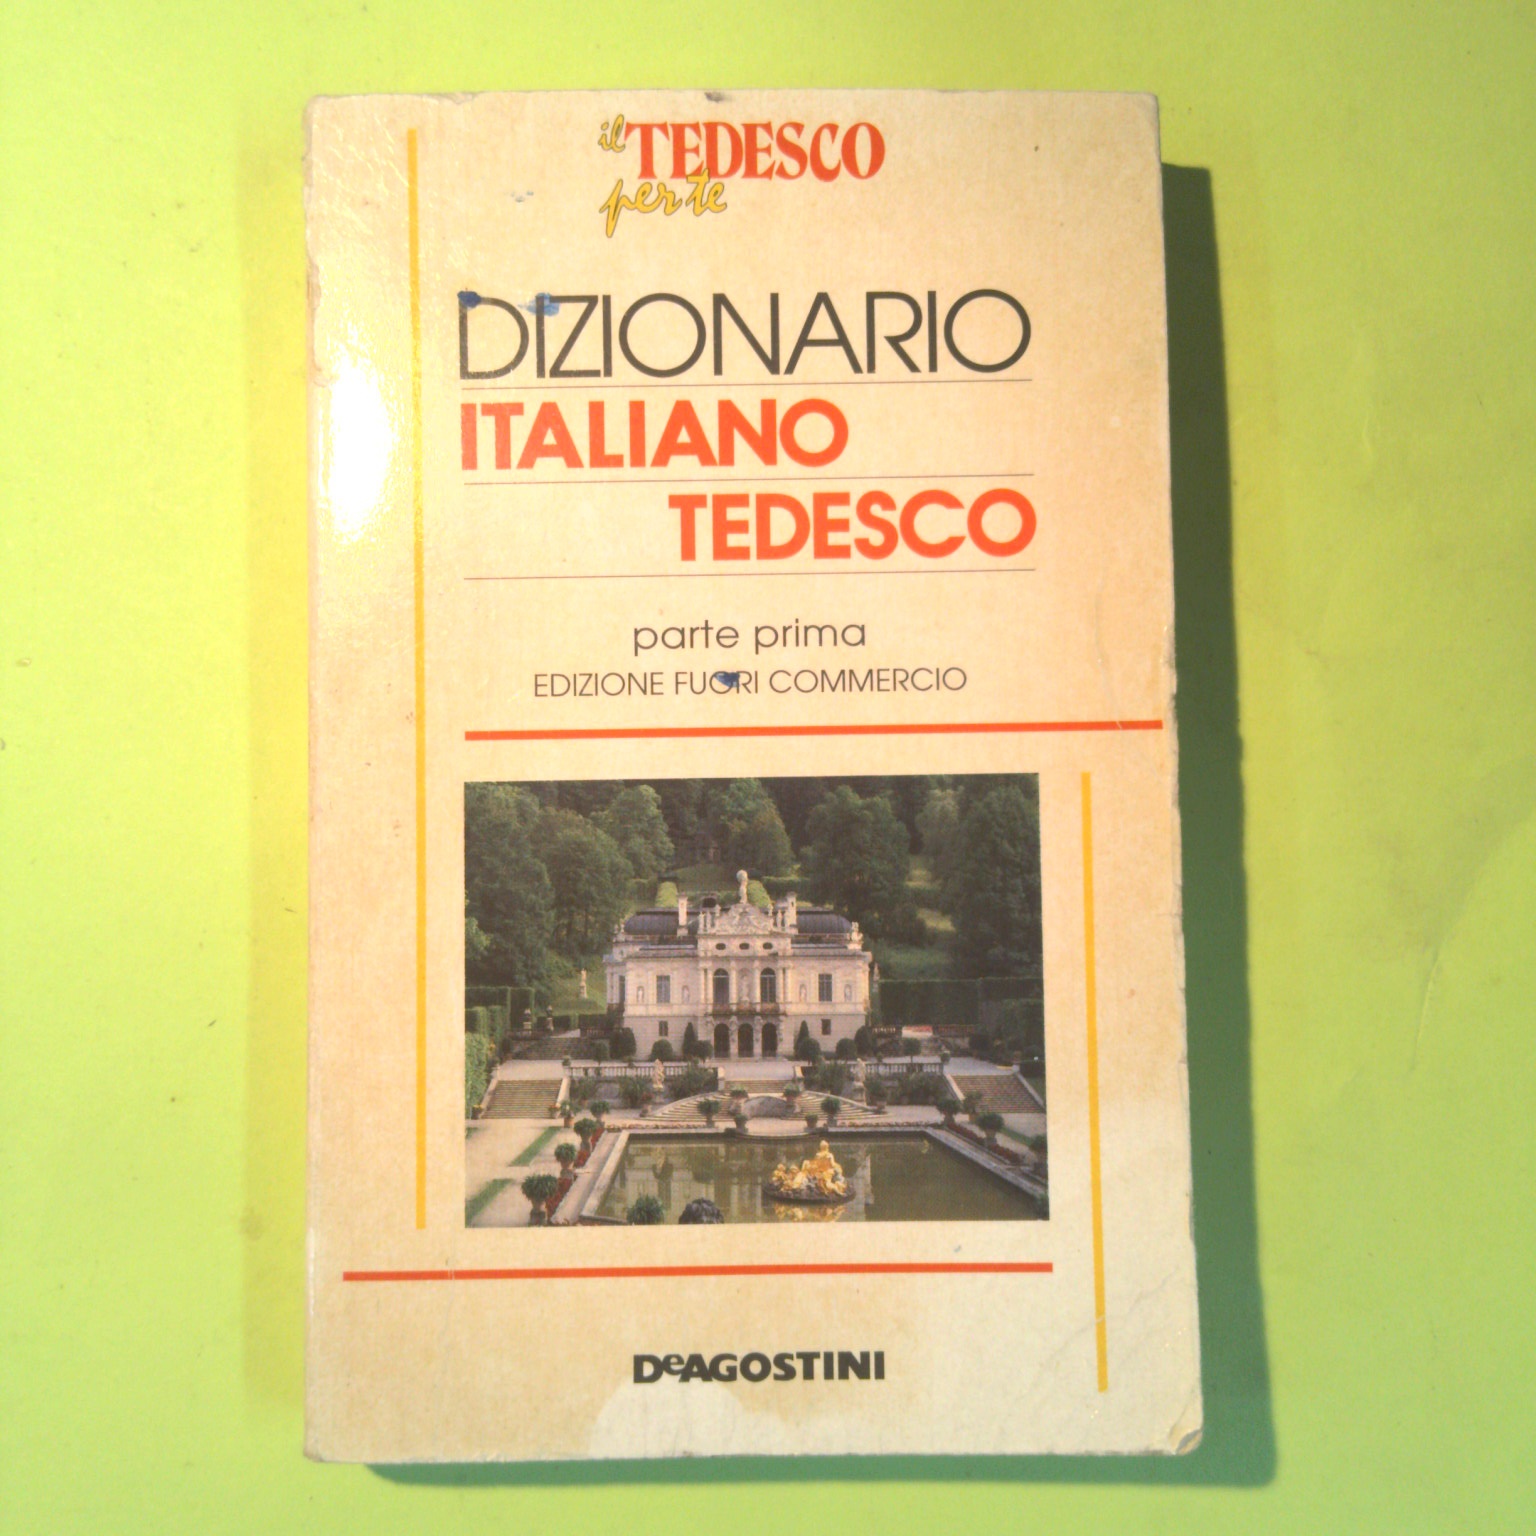 il TEDESCO
per te
DIZIONARIO
ITALIANO
TEDESCO
parte prima
EDIZIONE FUORI COMMERCIO
DeAGOSTINI